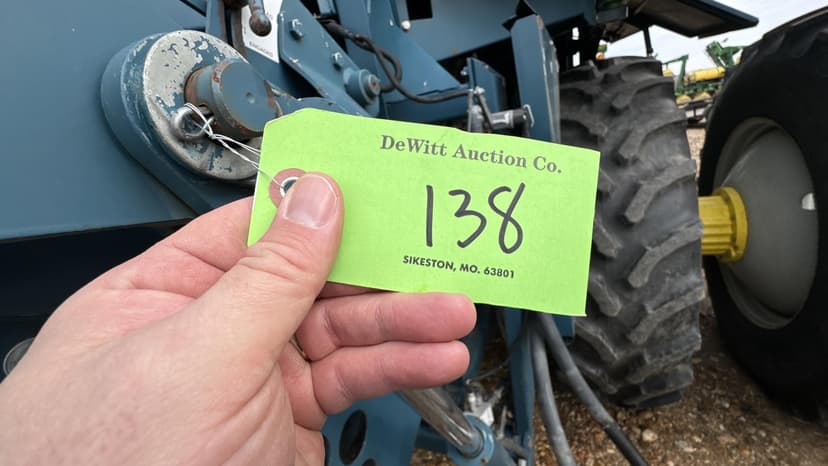 DeWitt Auction Co.
138
SIKESTON, MO. 63801